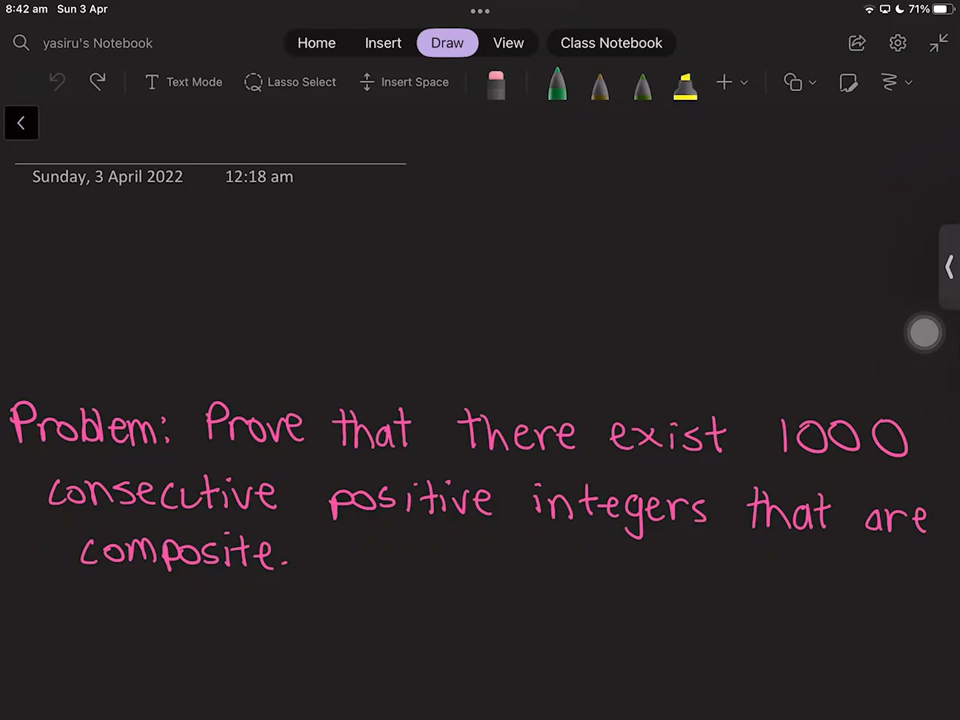 8:42 am Sun 3 Apr 71%
yasiru's Notebook Home Insert Draw View Class Notebook
Text Mode Lasso Select Insert Space
Sunday, 3 April 2022 12:18 am
Problem: Prove that there exist 1000
consecutive positive integers that are
composite.